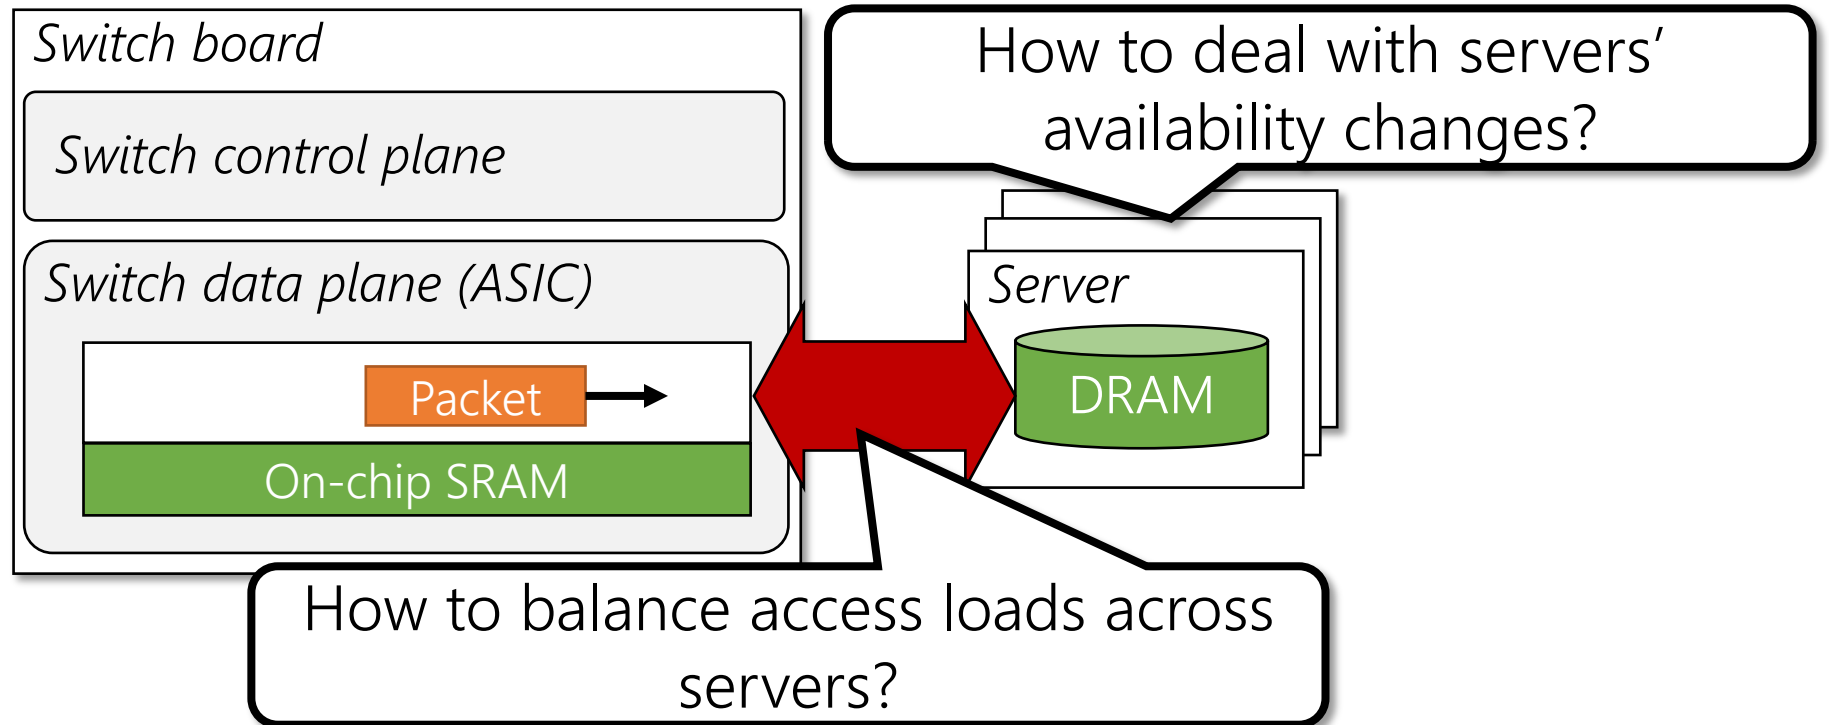 Switch board
Switch control plane
Switch data plane (ASIC)
Packet
On-chip SRAM
How to deal with servers’
availability changes?
Server
DRAM
How to balance access loads across
servers?